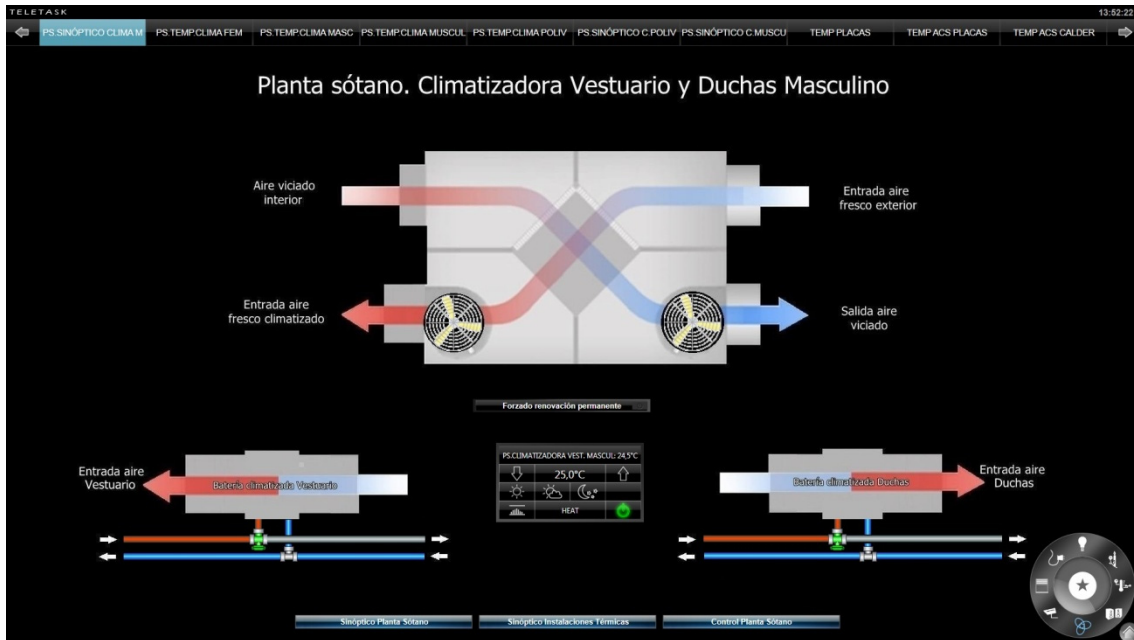 TELETASK
13:52:22
PS.SINÓPTICO CLIMA M
PS.TEMP.CLIMA FEM
PS.TEMP.CLIMA MASC
PS.TEMP.CLIMA MUSCUL
PS.TEMP.CLIMA POLIV
PS.SINÓPTICO C.POLIV
PS.SINÓPTICO C.MUSCU
TEMP PLACAS
TEMP ACS PLACAS
TEMP ACS CALDER
Planta sótano. Climatizadora Vestuario y Duchas Masculino
Aire viciado
interior
Entrada aire
fresco exterior
Entrada aire
fresco climatizado
Salida aire
viciado
Forzado renovación permanente
Entrada aire
Vestuario
Batería climatizada Vestuario
PS.CLIMATIZADORA VEST. MASCUL: 24,5°C
25,0°C
HEAT
Batería climatizada Duchas
Entrada aire
Duchas
Sinóptico Planta Sótano
Sinóptico Instalaciones Térmicas
Control Planta Sótano